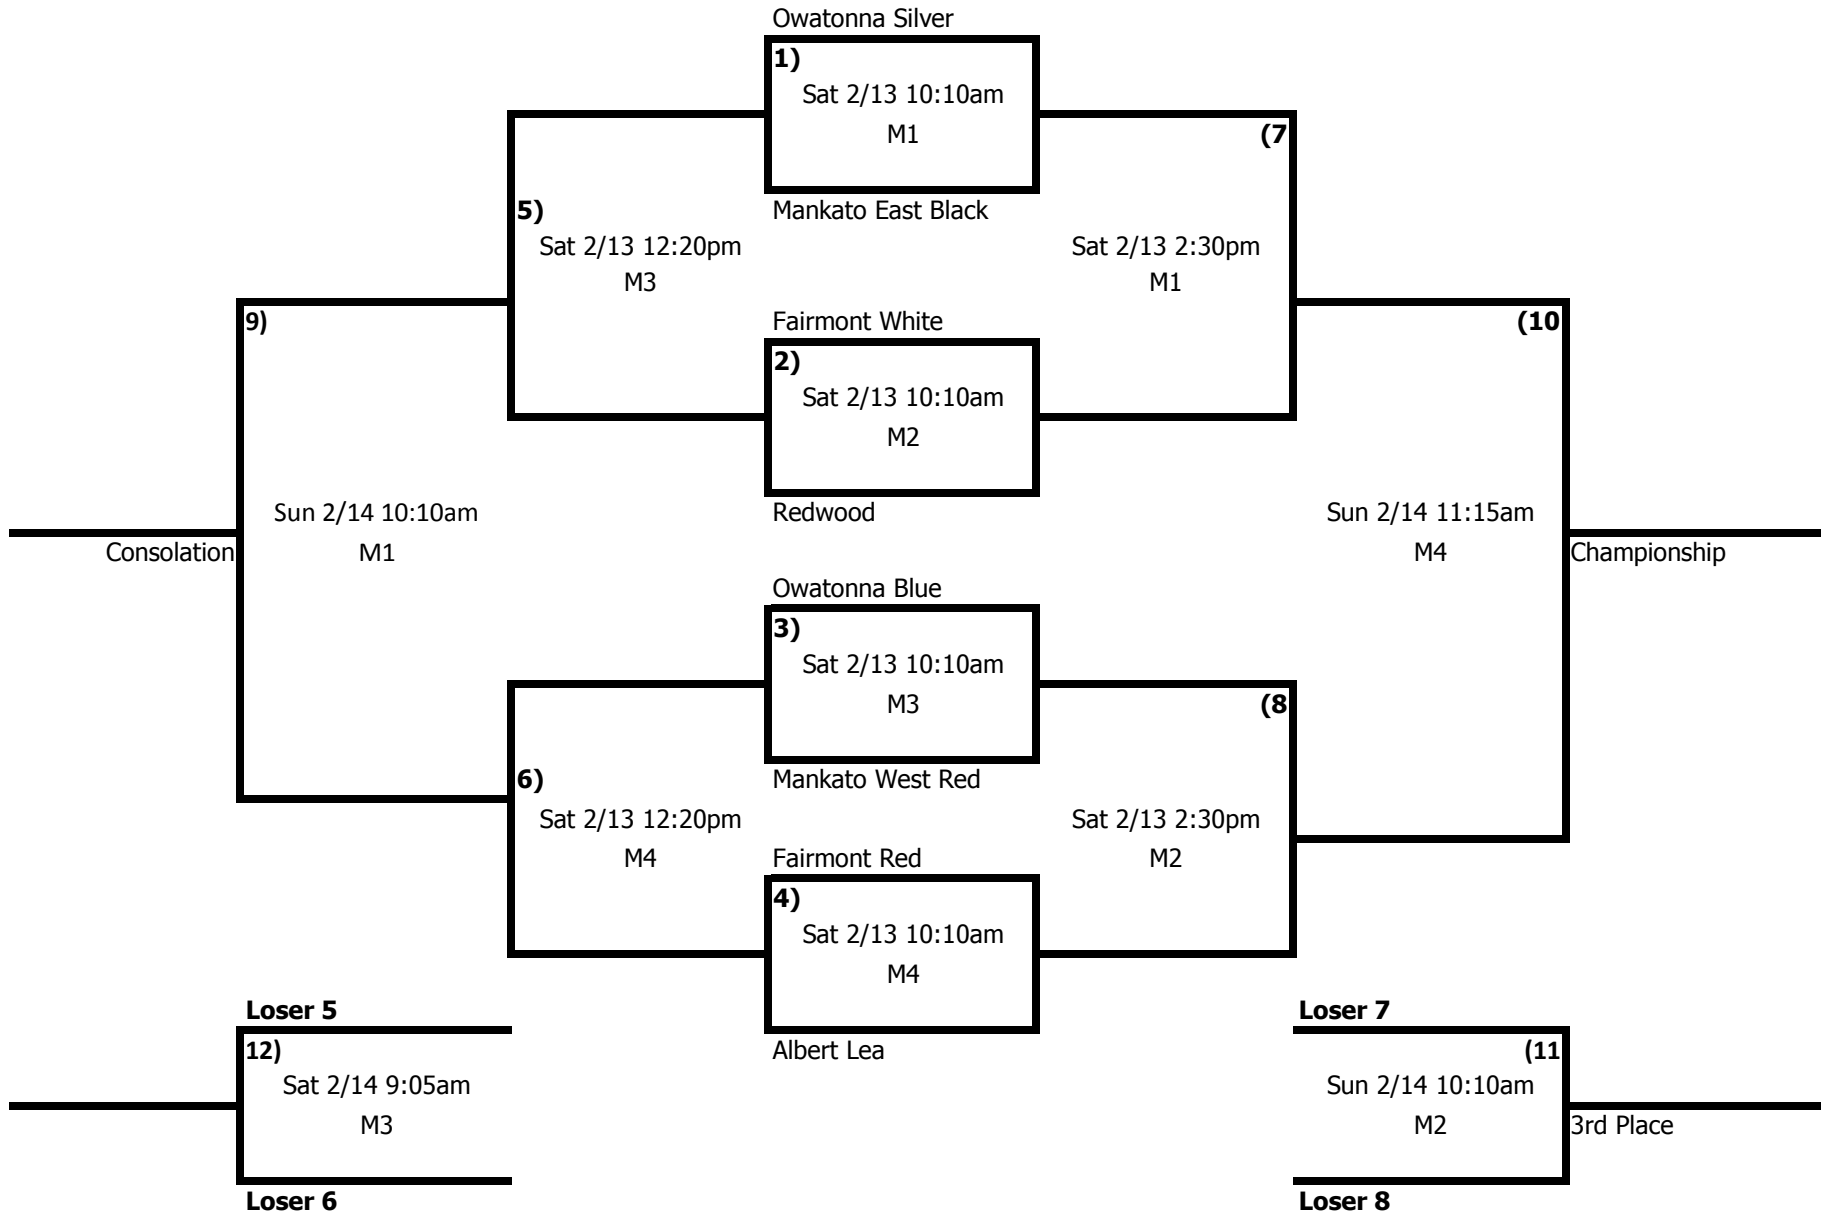 Owatonna Silver
1)
Sat 2/13 10:10am
M1
(7
5)
Mankato East Black
Sat 2/13 12:20pm
M3
Sat 2/13 2:30pm
M1
9)
Fairmont White
(10
2)
Sat 2/13 10:10am
M2
Sun 2/14 10:10am
M1
Redwood
Sun 2/14 11:15am
M4
Consolation
Championship
Owatonna Blue
3)
Sat 2/13 10:10am
M3
(8
6)
Mankato West Red
Sat 2/13 12:20pm
M4
Sat 2/13 2:30pm
M2
Fairmont Red
4)
Sat 2/13 10:10am
M4
Loser 5
Loser 7
12)
Albert Lea
(11
Sat 2/14 9:05am
M3
Sun 2/14 10:10am
M2
3rd Place
Loser 6
Loser 8